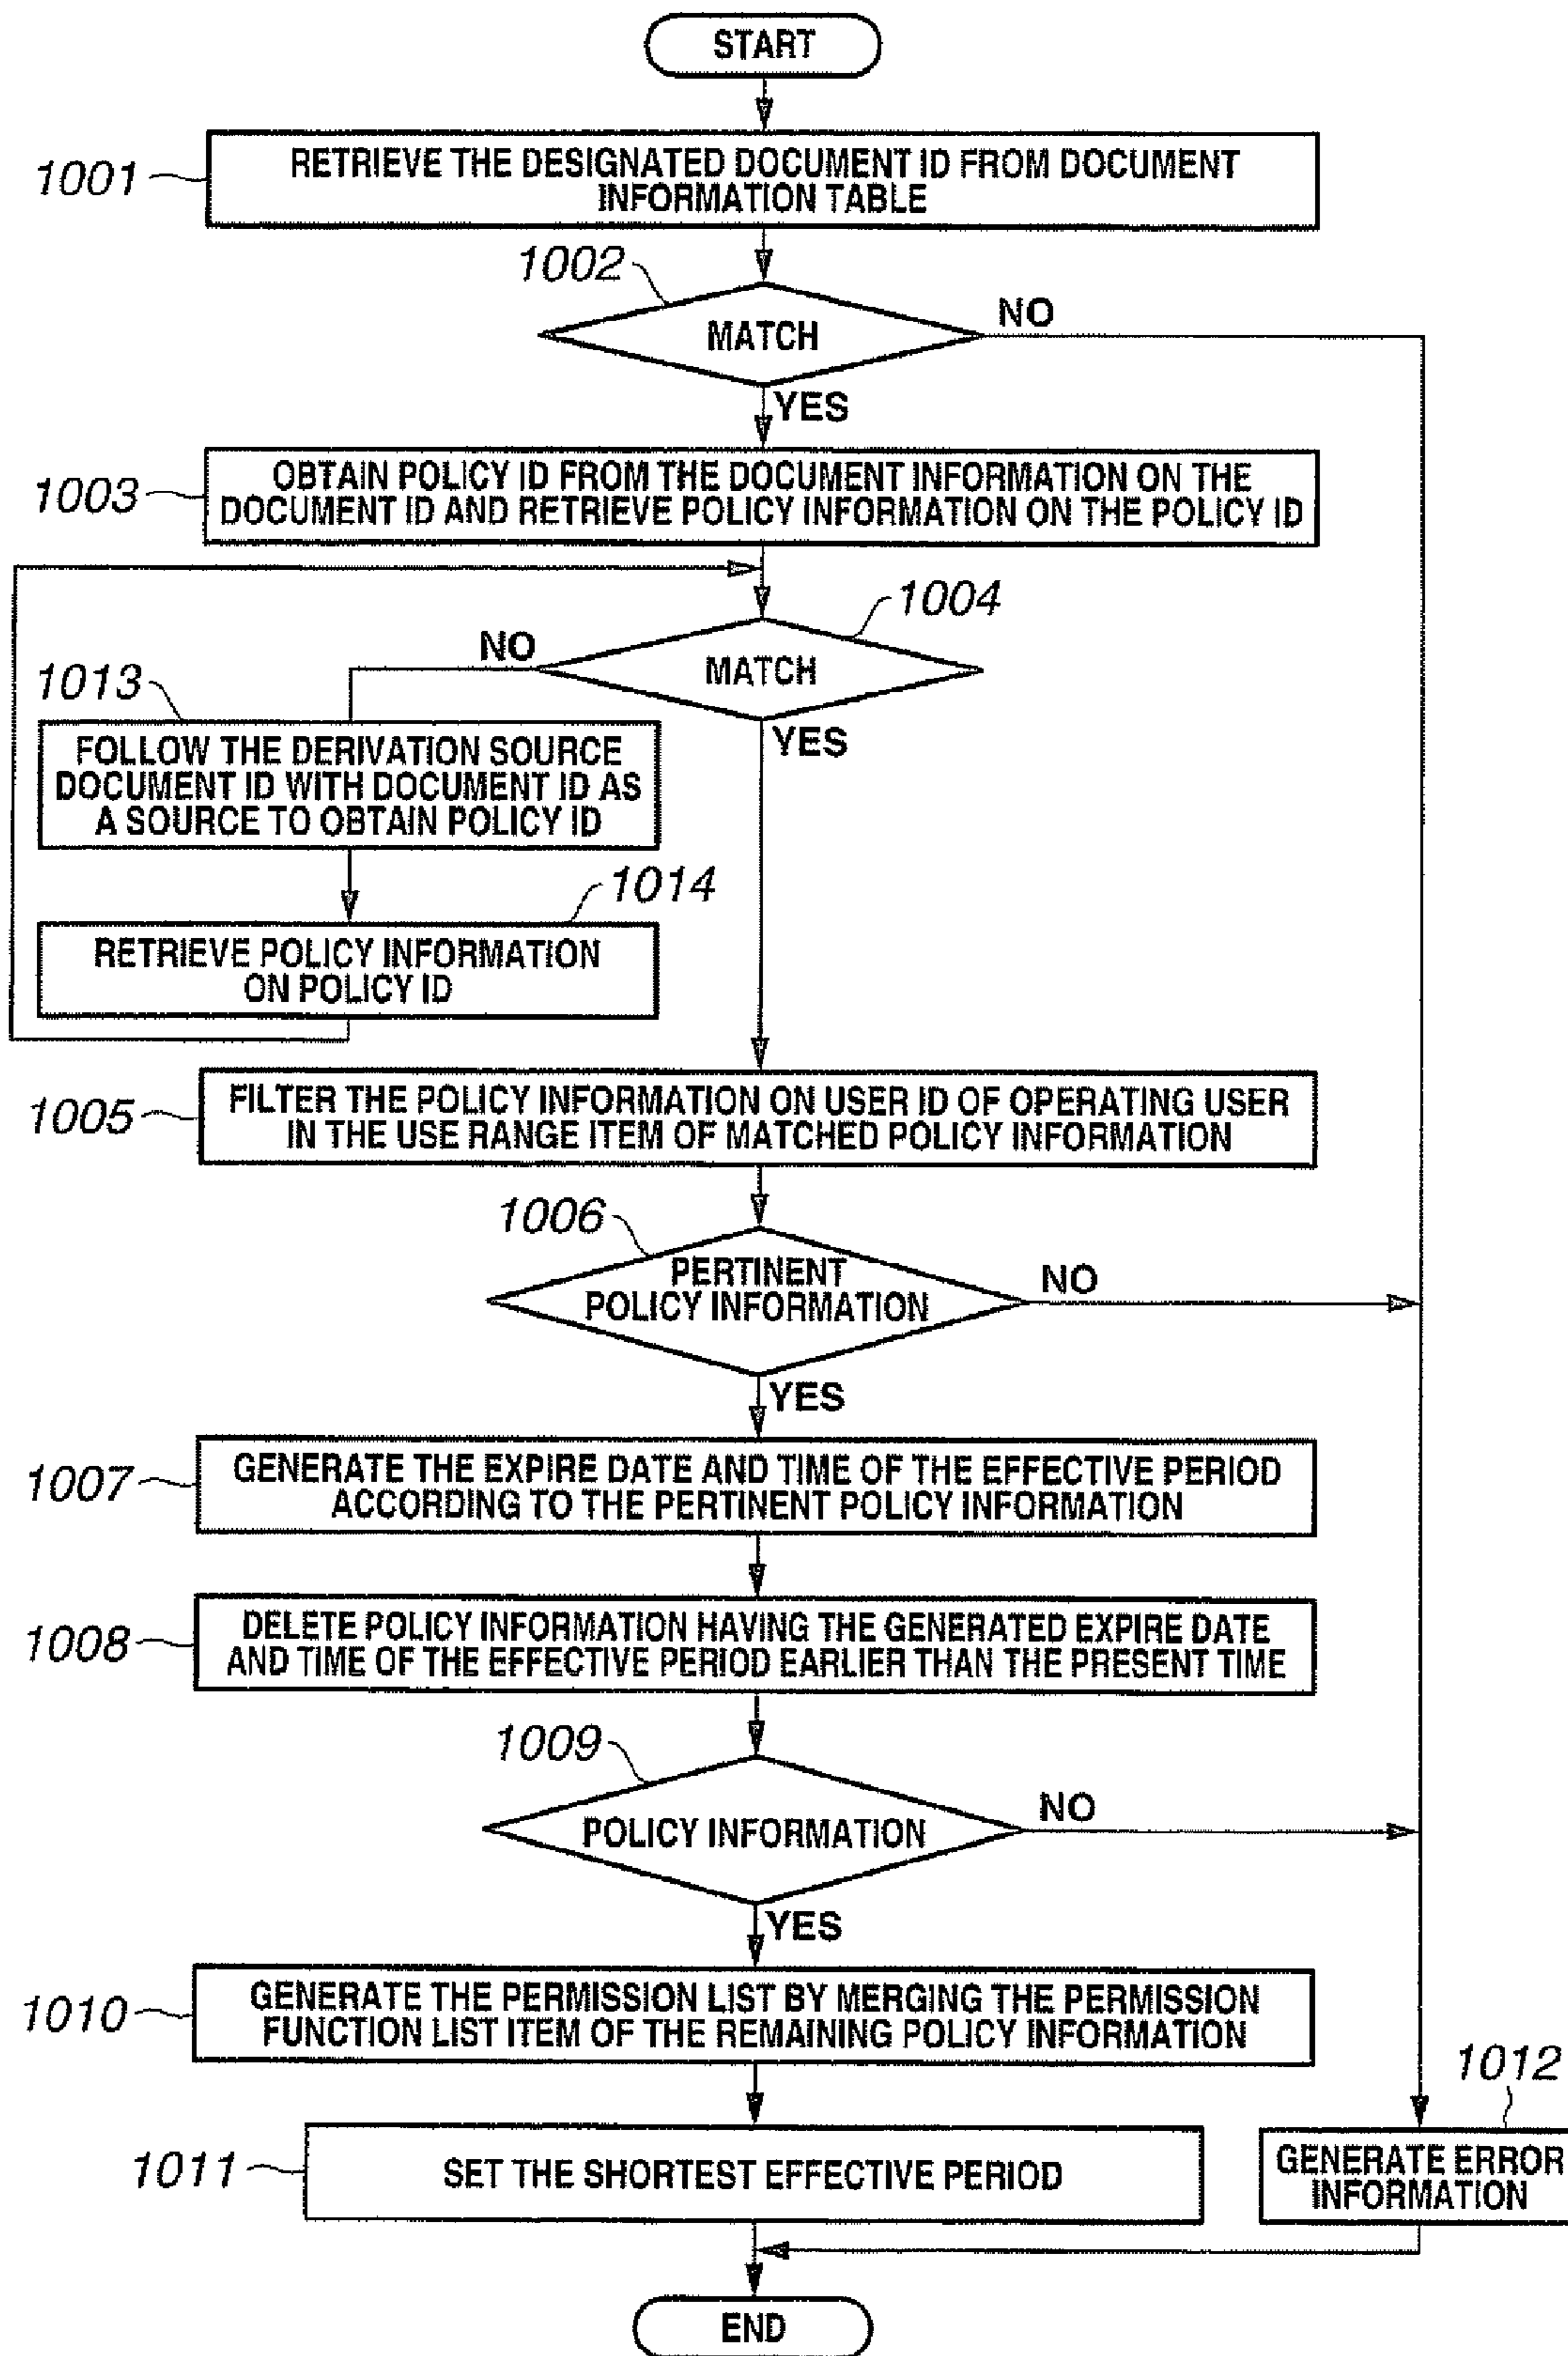 START
1001
RETRIEVE THE DESIGNATED DOCUMENT ID FROM DOCUMENT
INFORMATION TABLE
1002
MATCH
NO
YES
1003
OBTAIN POLICY ID FROM THE DOCUMENT INFORMATION ON THE
DOCUMENT ID AND RETRIEVE POLICY INFORMATION ON THE POLICY ID
1004
MATCH
NO
YES
1013
FOLLOW THE DERIVATION SOURCE
DOCUMENT ID WITH DOCUMENT ID AS
A SOURCE TO OBTAIN POLICY ID
1014
RETRIEVE POLICY INFORMATION
ON POLICY ID
1005
FILTER THE POLICY INFORMATION ON USER ID OF OPERATING USER
IN THE USE RANGE ITEM OF MATCHED POLICY INFORMATION
1006
PERTINENT
POLICY INFORMATION
NO
YES
1007
GENERATE THE EXPIRE DATE AND TIME OF THE EFFECTIVE PERIOD
ACCORDING TO THE PERTINENT POLICY INFORMATION
1008
DELETE POLICY INFORMATION HAVING THE GENERATED EXPIRE DATE
AND TIME OF THE EFFECTIVE PERIOD EARLIER THAN THE PRESENT TIME
1009
POLICY INFORMATION
NO
YES
1010
GENERATE THE PERMISSION LIST BY MERGING THE PERMISSION
FUNCTION LIST ITEM OF THE REMAINING POLICY INFORMATION
1011
SET THE SHORTEST EFFECTIVE PERIOD
1012
GENERATE ERROR
INFORMATION
END